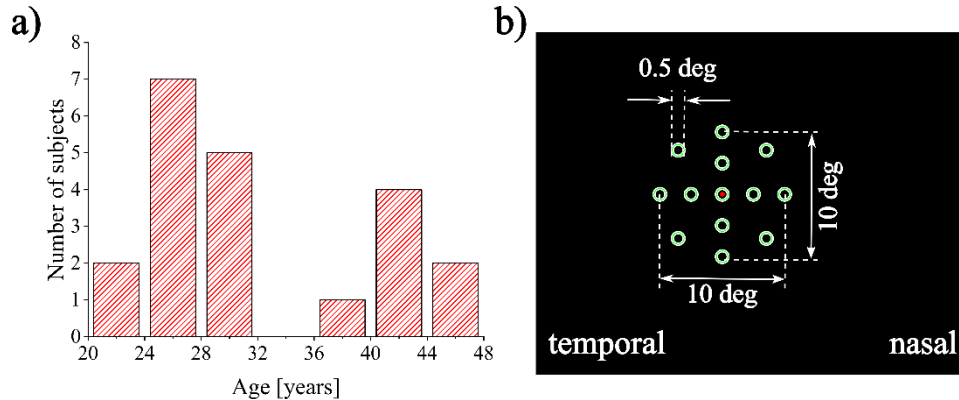 a)
8
7
6
5
4
3
2
1
0
Number of subjects
20 24 28 32 36 40 44 48
Age [years]
b)
0.5 deg
10 deg
10 deg
temporal nasal